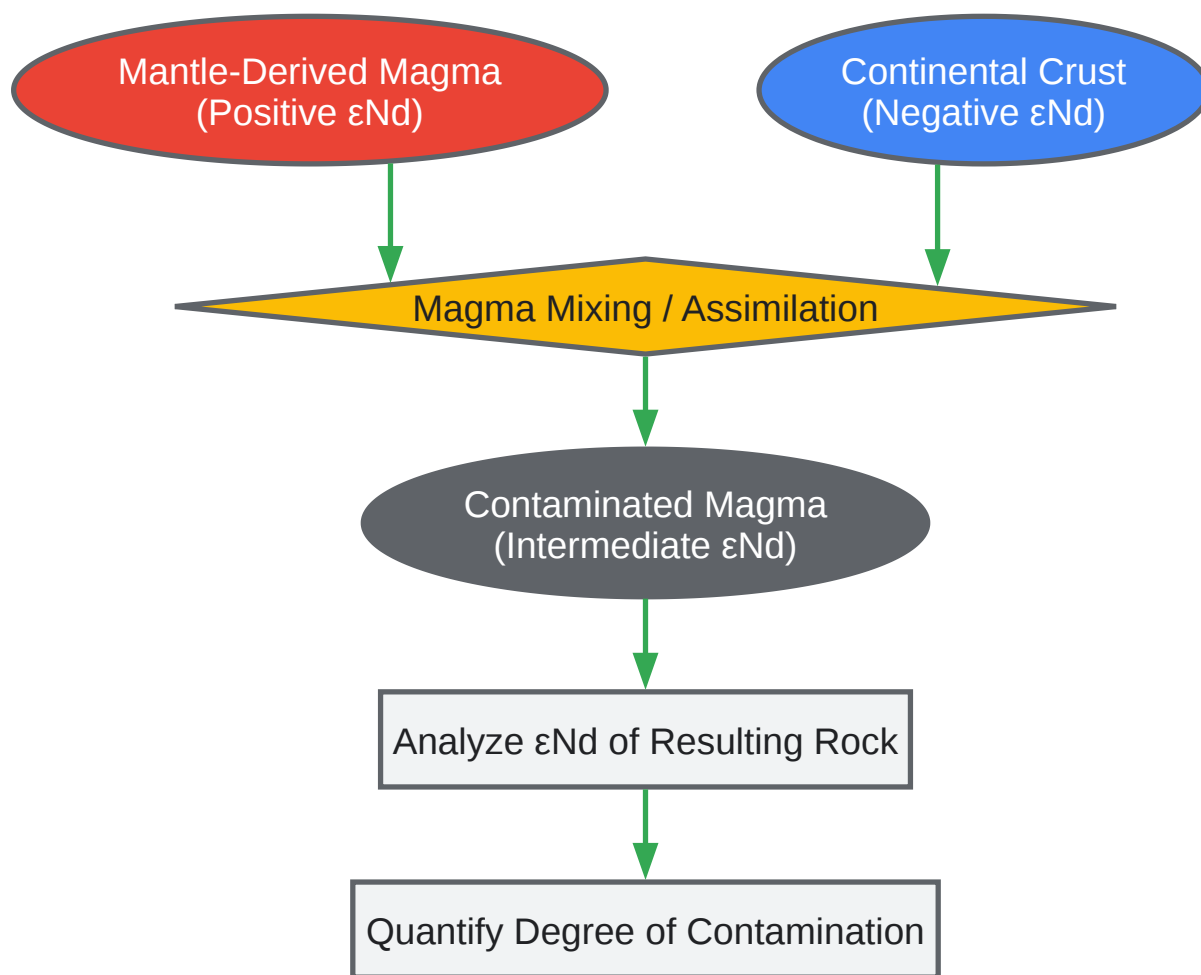 Mantle-Derived Magma
(Positive εNd)
Continental Crust
(Negative εNd)
Magma Mixing / Assimilation
Contaminated Magma
(Intermediate εNd)
Analyze εNd of Resulting Rock
Quantify Degree of Contamination